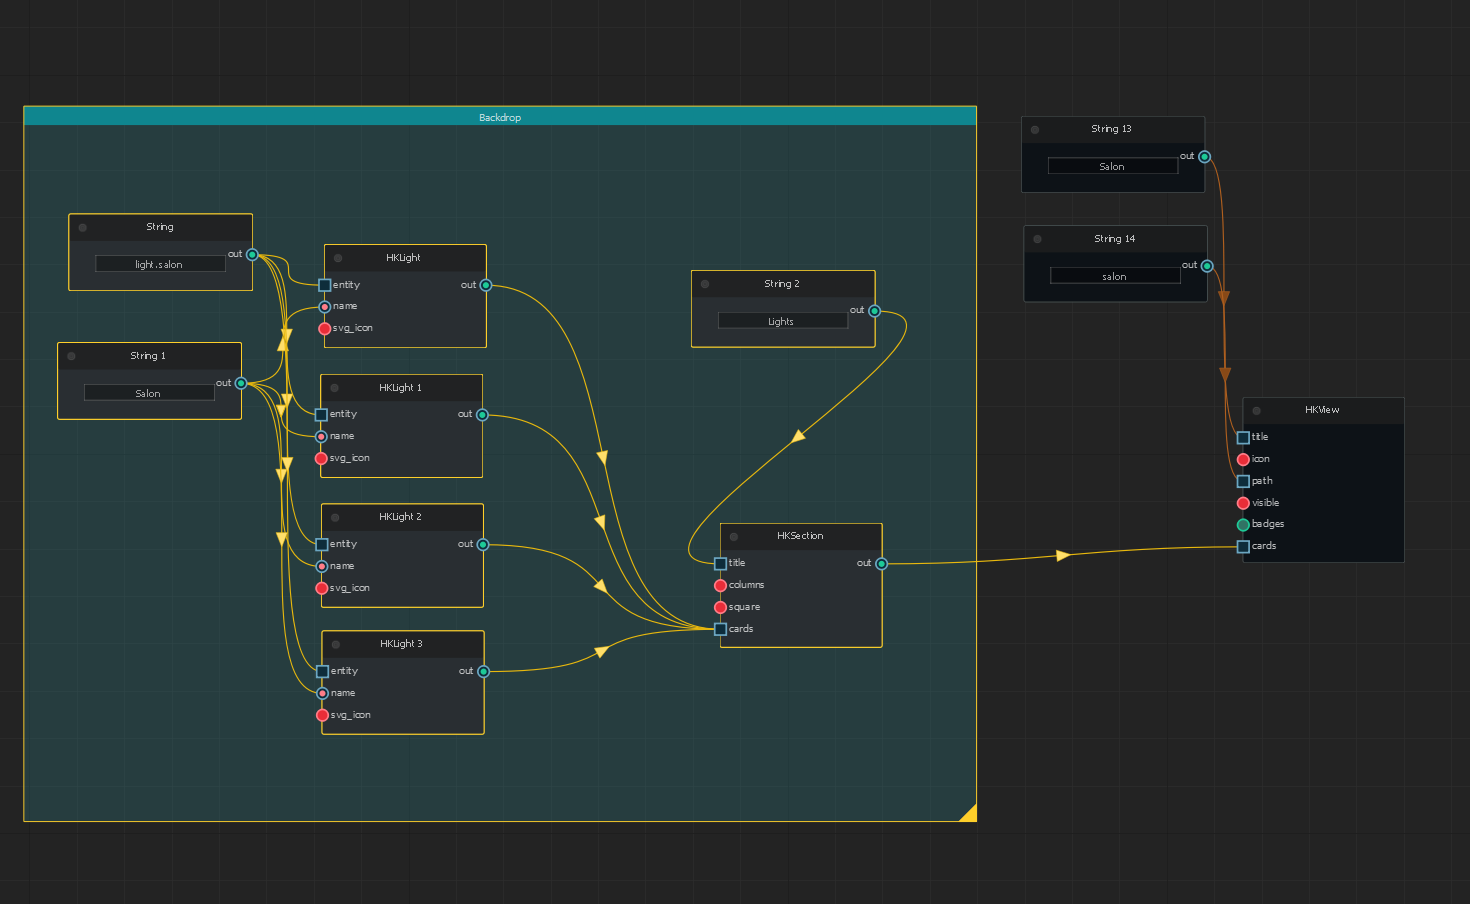 Backdrop
String
out
light.salon
String 1
out
Salon
HKLight
entity
out
name
svg_icon
HKLight 1
entity
out
name
svg_icon
HKLight 2
entity
out
name
svg_icon
HKLight 3
entity
out
name
svg_icon
String 2
out
Lights
HKSection
title
out
columns
square
cards
String 13
out
Salon
String 14
out
salon
HKView
title
icon
path
visible
badges
cards